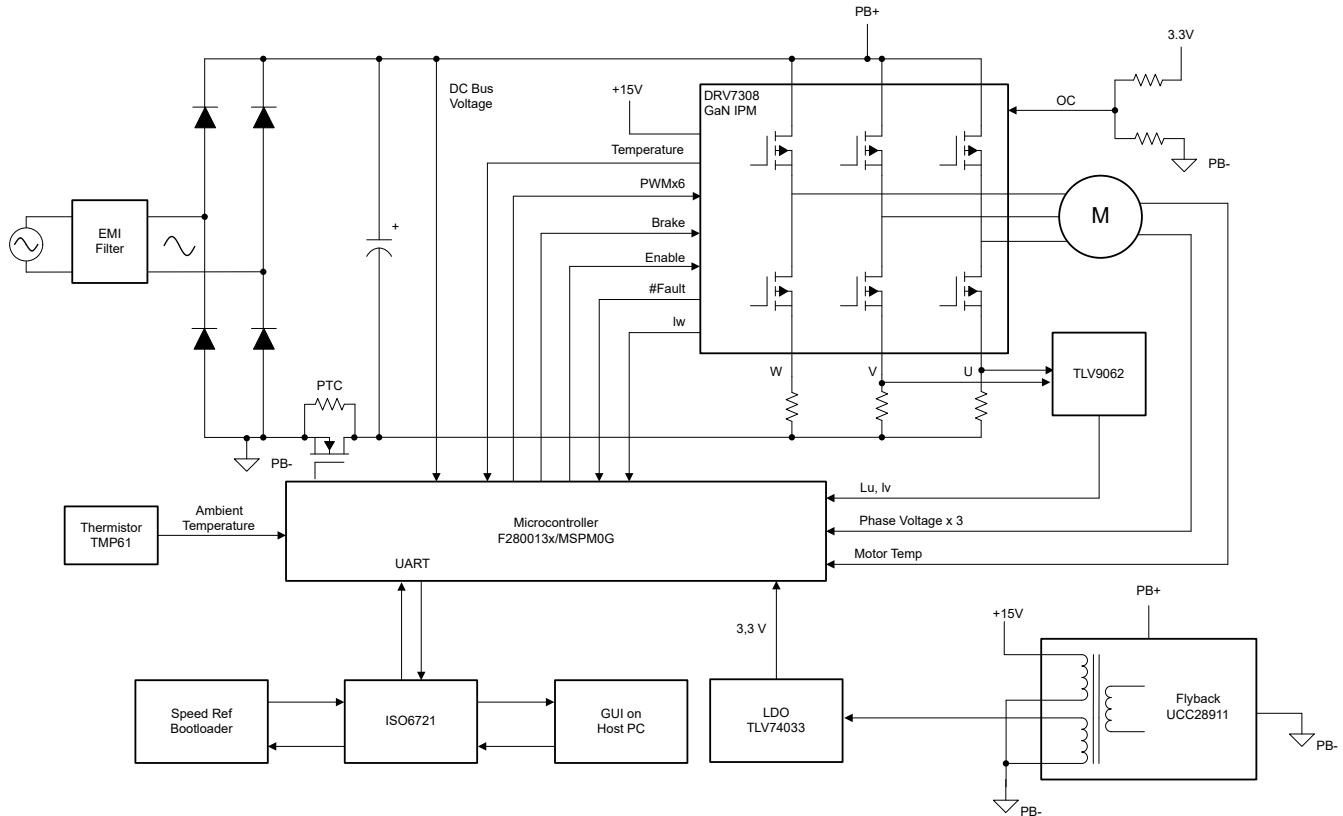 PB+
3.3V
DC Bus
Voltage
+15V
DRV7308
GaN IPM
OC
PB-
Temperature
PWMx6
Brake
Enable
#Fault
Iw
EMI
Filter
+
M
W
V
U
TLV9062
PTC
PB-
Thermistor
TMP61
Ambient
Temperature
Microcontroller
F280013x/MSPM0G
UART
Lu, Iv
Phase Voltage x 3
Motor Temp
3,3 V
+15V
PB+
Speed Ref
Bootloader
ISO6721
GUI on
Host PC
LDO
TLV74033
Flyback
UCC28911
PB-
PB-